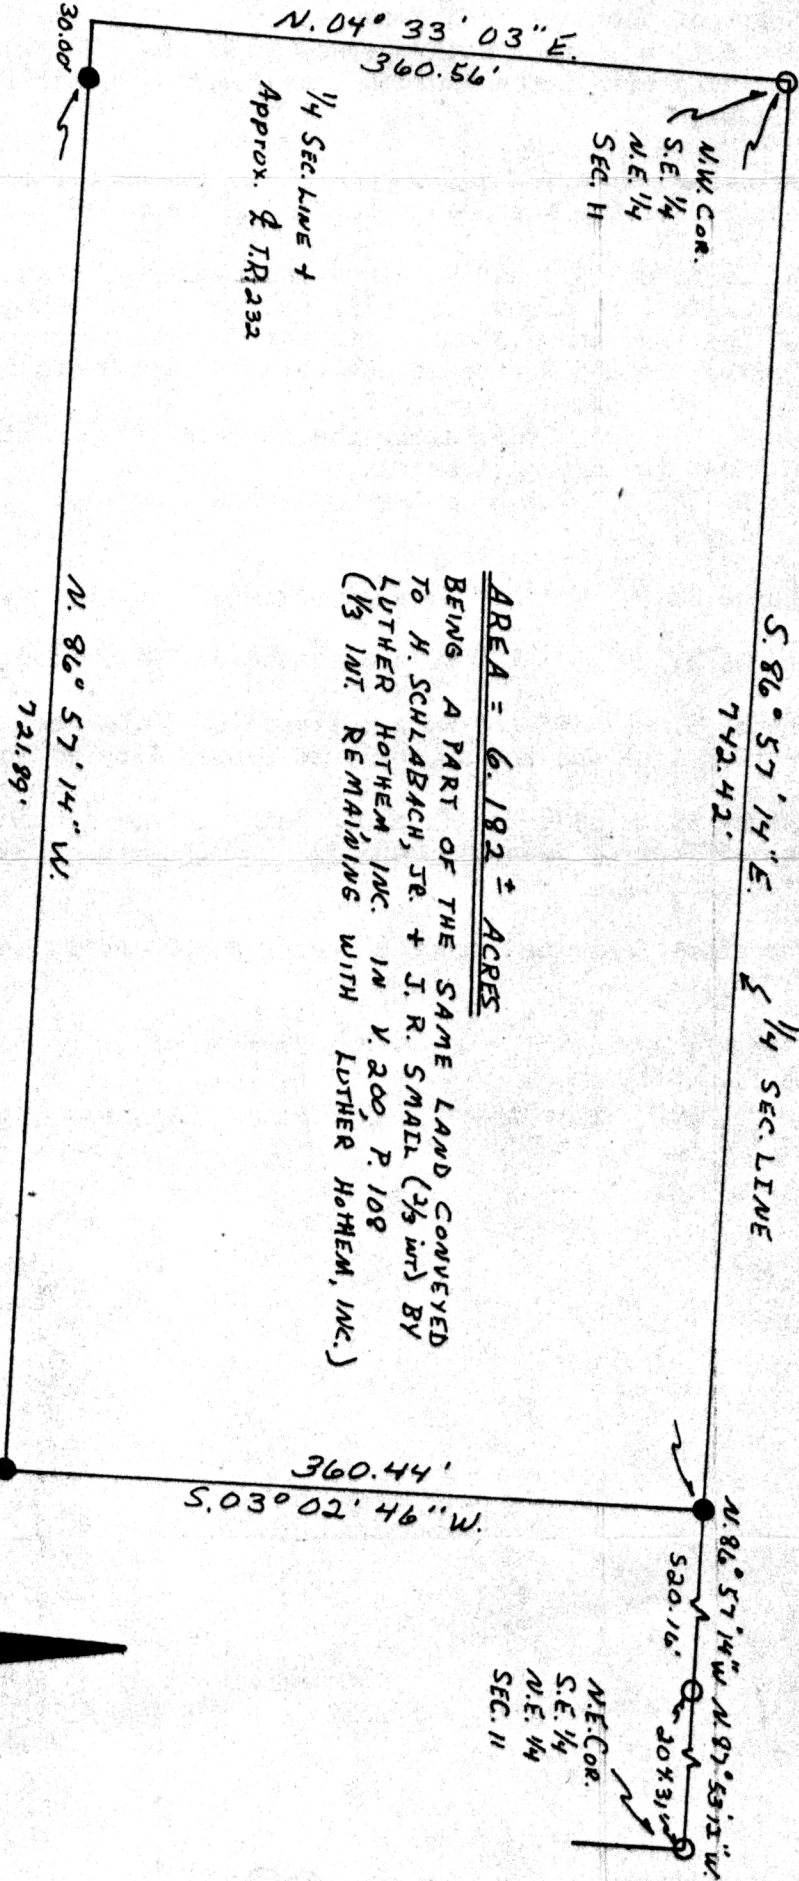 N. 04° 33' 03" E.
360.56'
30.00'
N.W. COR.
S.E. 1/4
N.E. 1/4
SEC. 11
1/4 SEC. LINE +
Approx. ℄ T.R. 232
S. 86° 57' 14" E.
742.42'
1/4 SEC. LINE
AREA = 6.182 ± ACRES
BEING A PART OF THE SAME LAND CONVEYED
TO H. SCHLABACH, JR. + J. R. SMAIL (2/3 INT) BY
LUTHER HOTHEM, INC. IN V. 200, P. 108
(1/3 INT. REMAINING WITH LUTHER HOTHEM, INC.)
N. 86° 57' 14" W.
721.89'
360.44'
S. 03° 02' 46" W.
N. 86° 57' 14" W.
520.16'
N. 87°
N.E. COR.
S.E. 1/4
N.E. 1/4
SEC. 11